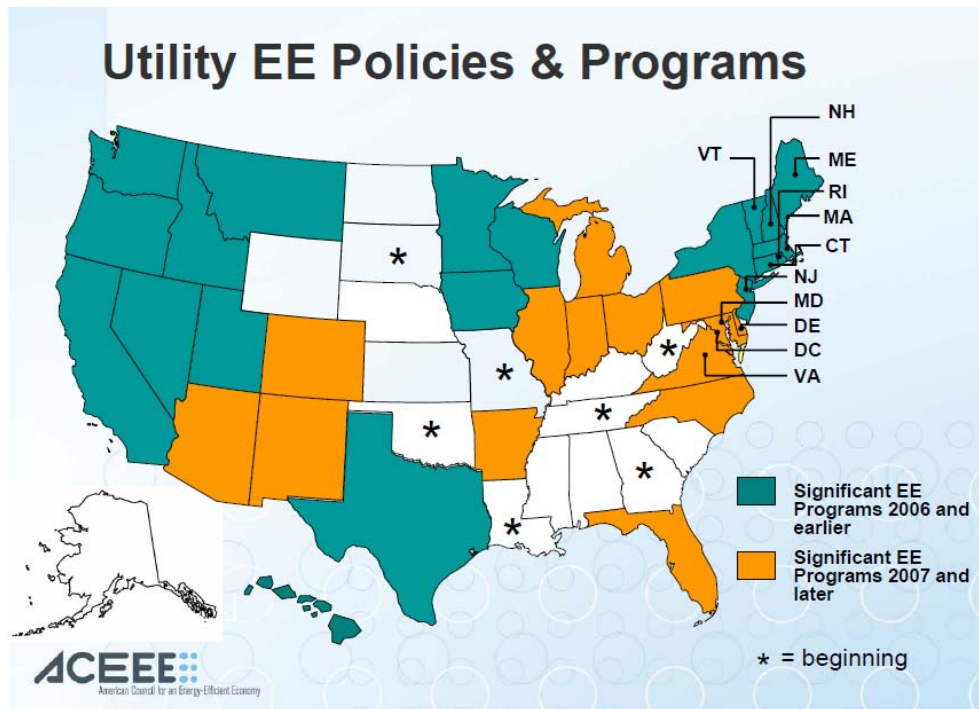 Utility EE Policies & Programs
NH
VT
ME
RI
MA
CT
NJ
MD
DE
DC
VA
*
*
*
*
*
*
*
Significant EE
Programs 2006 and
earlier
Significant EE
Programs 2007 and
later
* = beginning
ACEEE
American Council for an Energy-Efficient Economy